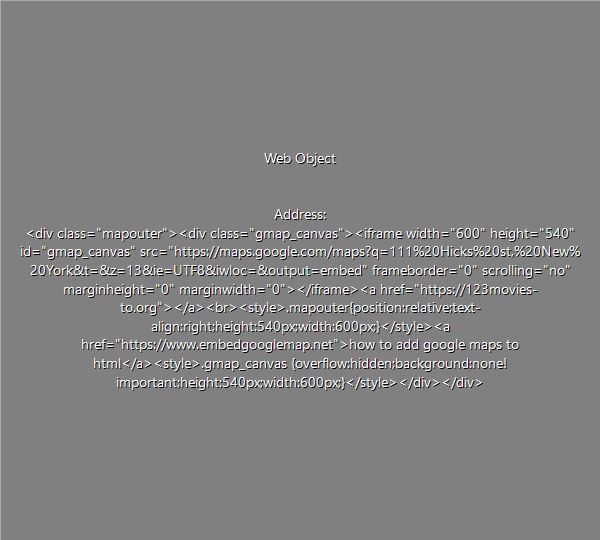 Web Object
Address:
<div class="mapouter"><div class="gmap_canvas"><iframe width="600" height="540"
id="gmap_canvas" src="https://maps.google.com/maps?q=111%20Hicks%20st,%20New%
20York&t=&z=13&ie=UTF8&iwloc=&output=embed" frameborder="0" scrolling="no"
marginheight="0" marginwidth="0"></iframe><a href="https://123movies-
to.org"></a><br><style>.mapouter{position:relative;text-
align:right;height:540px;width:600px;}</style><a
href="https://www.embedgooglemap.net">how to add google maps to
html</a><style>.gmap_canvas {overflow:hidden;background:none!
important;height:540px;width:600px;}</style></div></div>